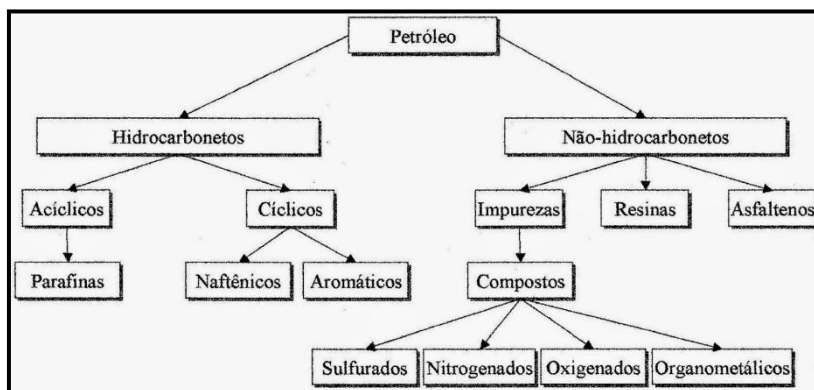 Petróleo
Hidrocarbonetos
Não-hidrocarbonetos
Acíclicos
Cíclicos
Impurezas
Resinas
Asfaltenos
Parafinas
Naftênicos
Aromáticos
Compostos
Sulfurados
Nitrogenados
Oxigenados
Organometálicos